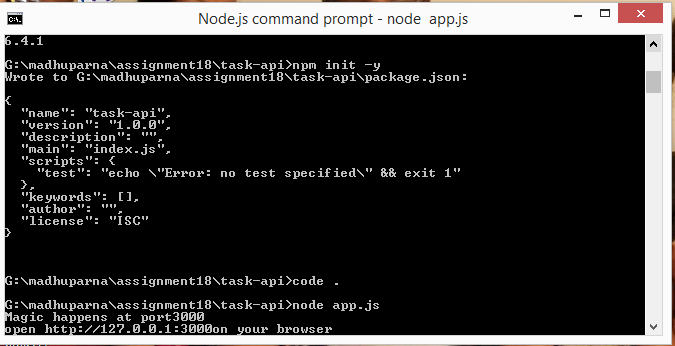 Node.js command prompt - node  app.js
6.4.1
G:\madhuparna\assignment18\task-api>npm init -y
Wrote to G:\madhuparna\assignment18\task-api\package.json:
{
  "name": "task-api",
  "version": "1.0.0",
  "description": "",
  "main": "index.js",
  "scripts": {
    "test": "echo \"Error: no test specified\" && exit 1"
  },
  "keywords": [],
  "author": "",
  "license": "ISC"
}
G:\madhuparna\assignment18\task-api>code .
G:\madhuparna\assignment18\task-api>node app.js
Magic happens at port3000
open http://127.0.0.1:3000on your browser